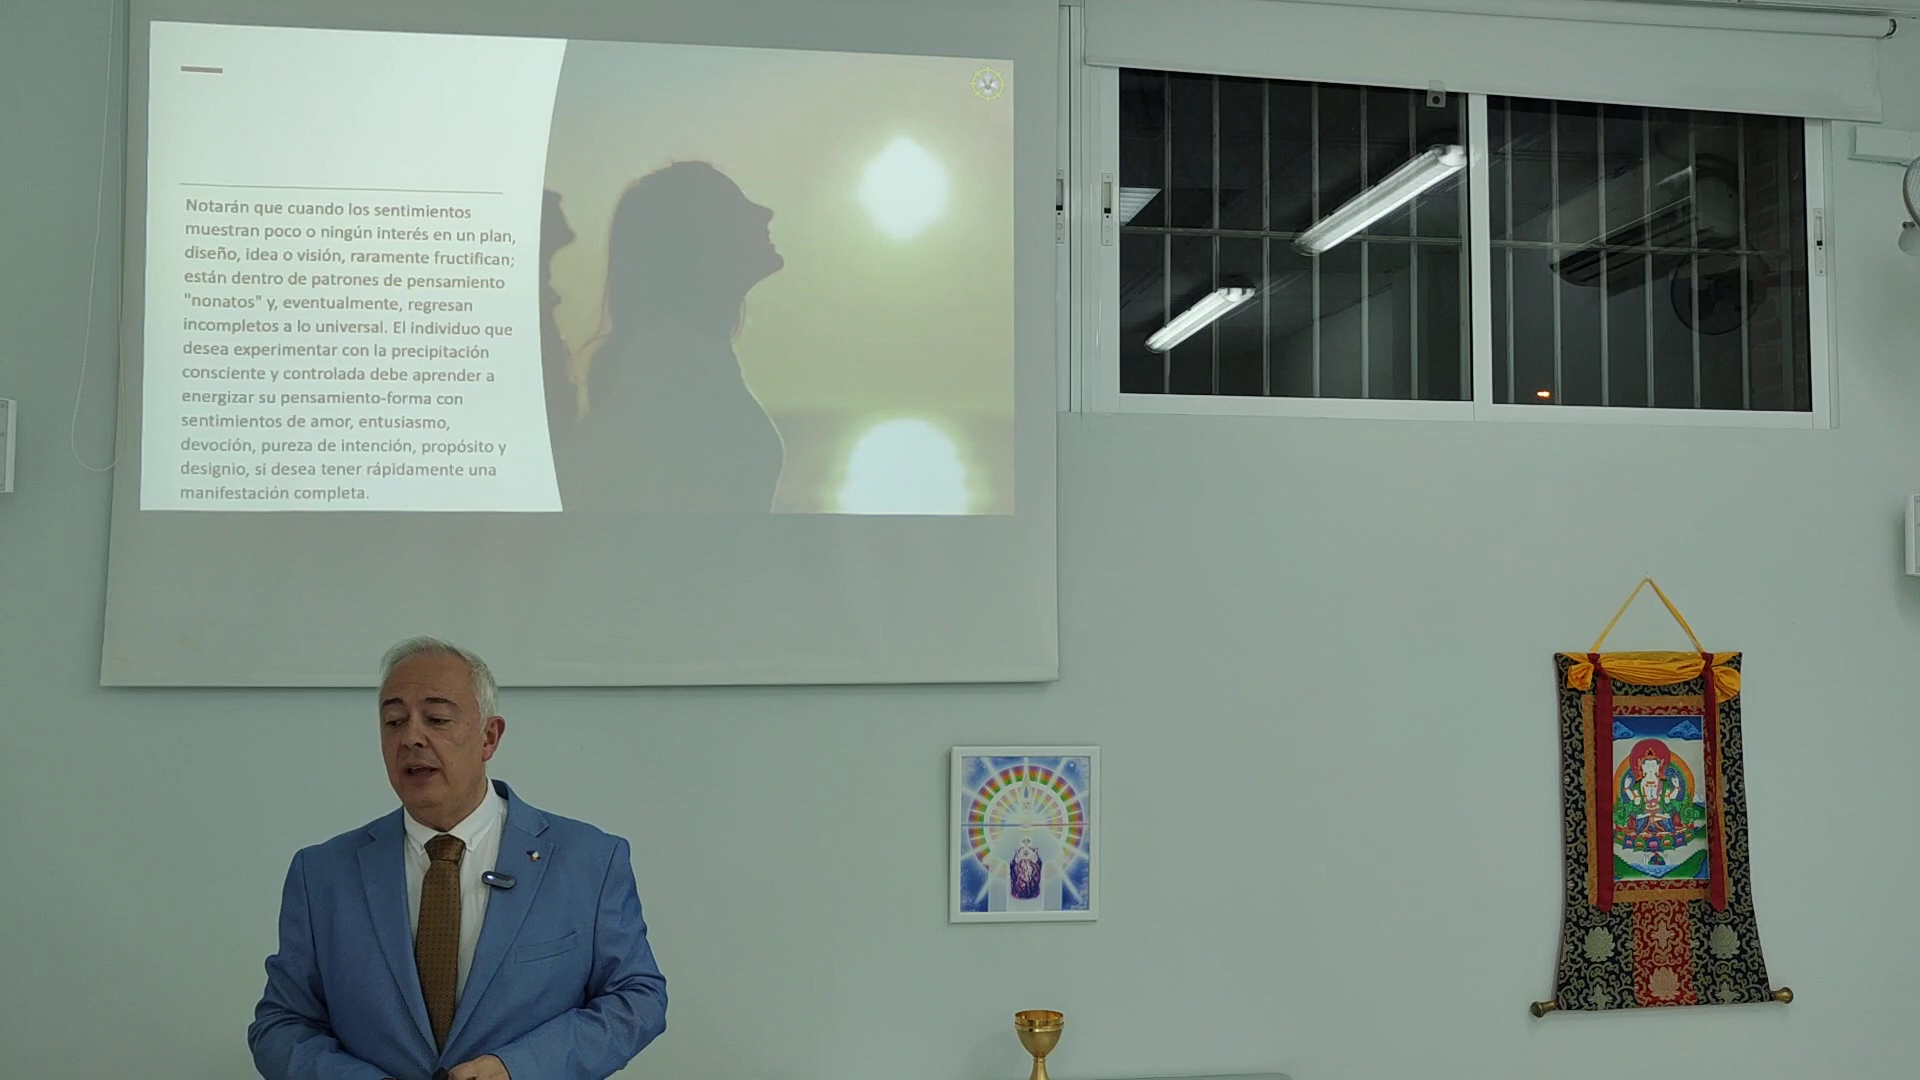 Notarán que cuando los sentimientos
muestran poco o ningún interés en un plan,
diseño, idea o visión, raramente fructifican;
están dentro de patrones de pensamiento
"nonatos" y, eventualmente, regresan
incompletos a lo universal. El individuo que
desea experimentar con la precipitación
consciente y controlada debe aprender a
energizar su pensamiento-forma con
sentimientos de amor, entusiasmo,
devoción, pureza de intención, propósito y
designio, si desea tener rápidamente una
manifestación completa.